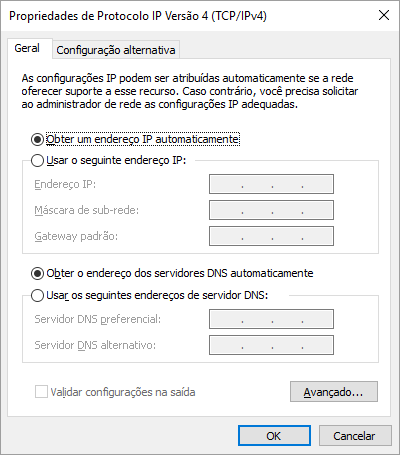 Propriedades de Protocolo IP Versão 4 (TCP/IPv4)
Geral
Configuração alternativa
As configurações IP podem ser atribuídas automaticamente se a rede
oferecer suporte a esse recurso. Caso contrário, você precisa solicitar
ao administrador de rede as configurações IP adequadas.
Obter um endereço IP automaticamente
Usar o seguinte endereço IP:
Endereço IP:
Máscara de sub-rede:
Gateway padrão:
Obter o endereço dos servidores DNS automaticamente
Usar os seguintes endereços de servidor DNS:
Servidor DNS preferencial:
Servidor DNS alternativo:
Validar configurações na saída
Avançado...
OK
Cancelar